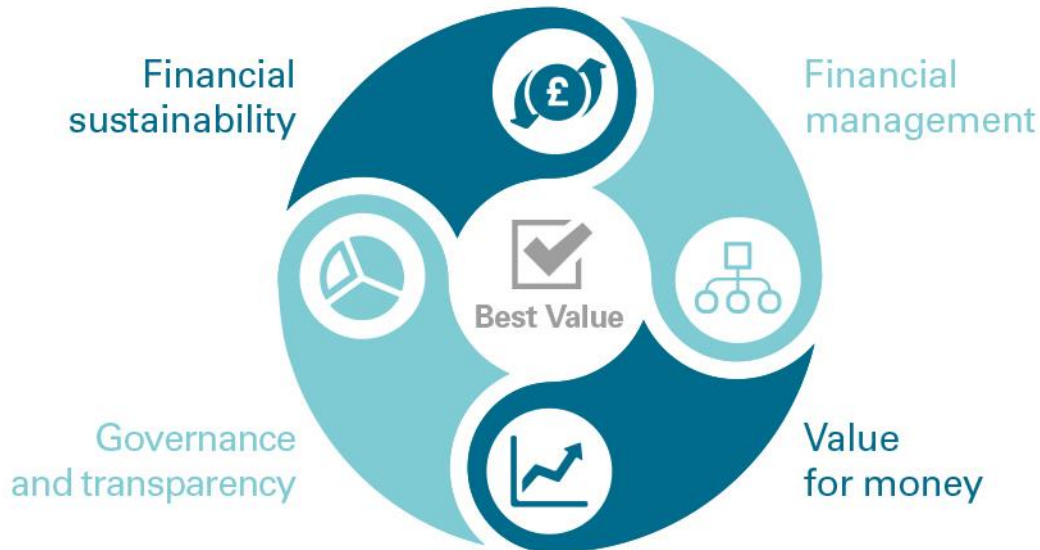 Financial
sustainability
Financial
management
£
Best Value
Governance
and transparency
Value
for money